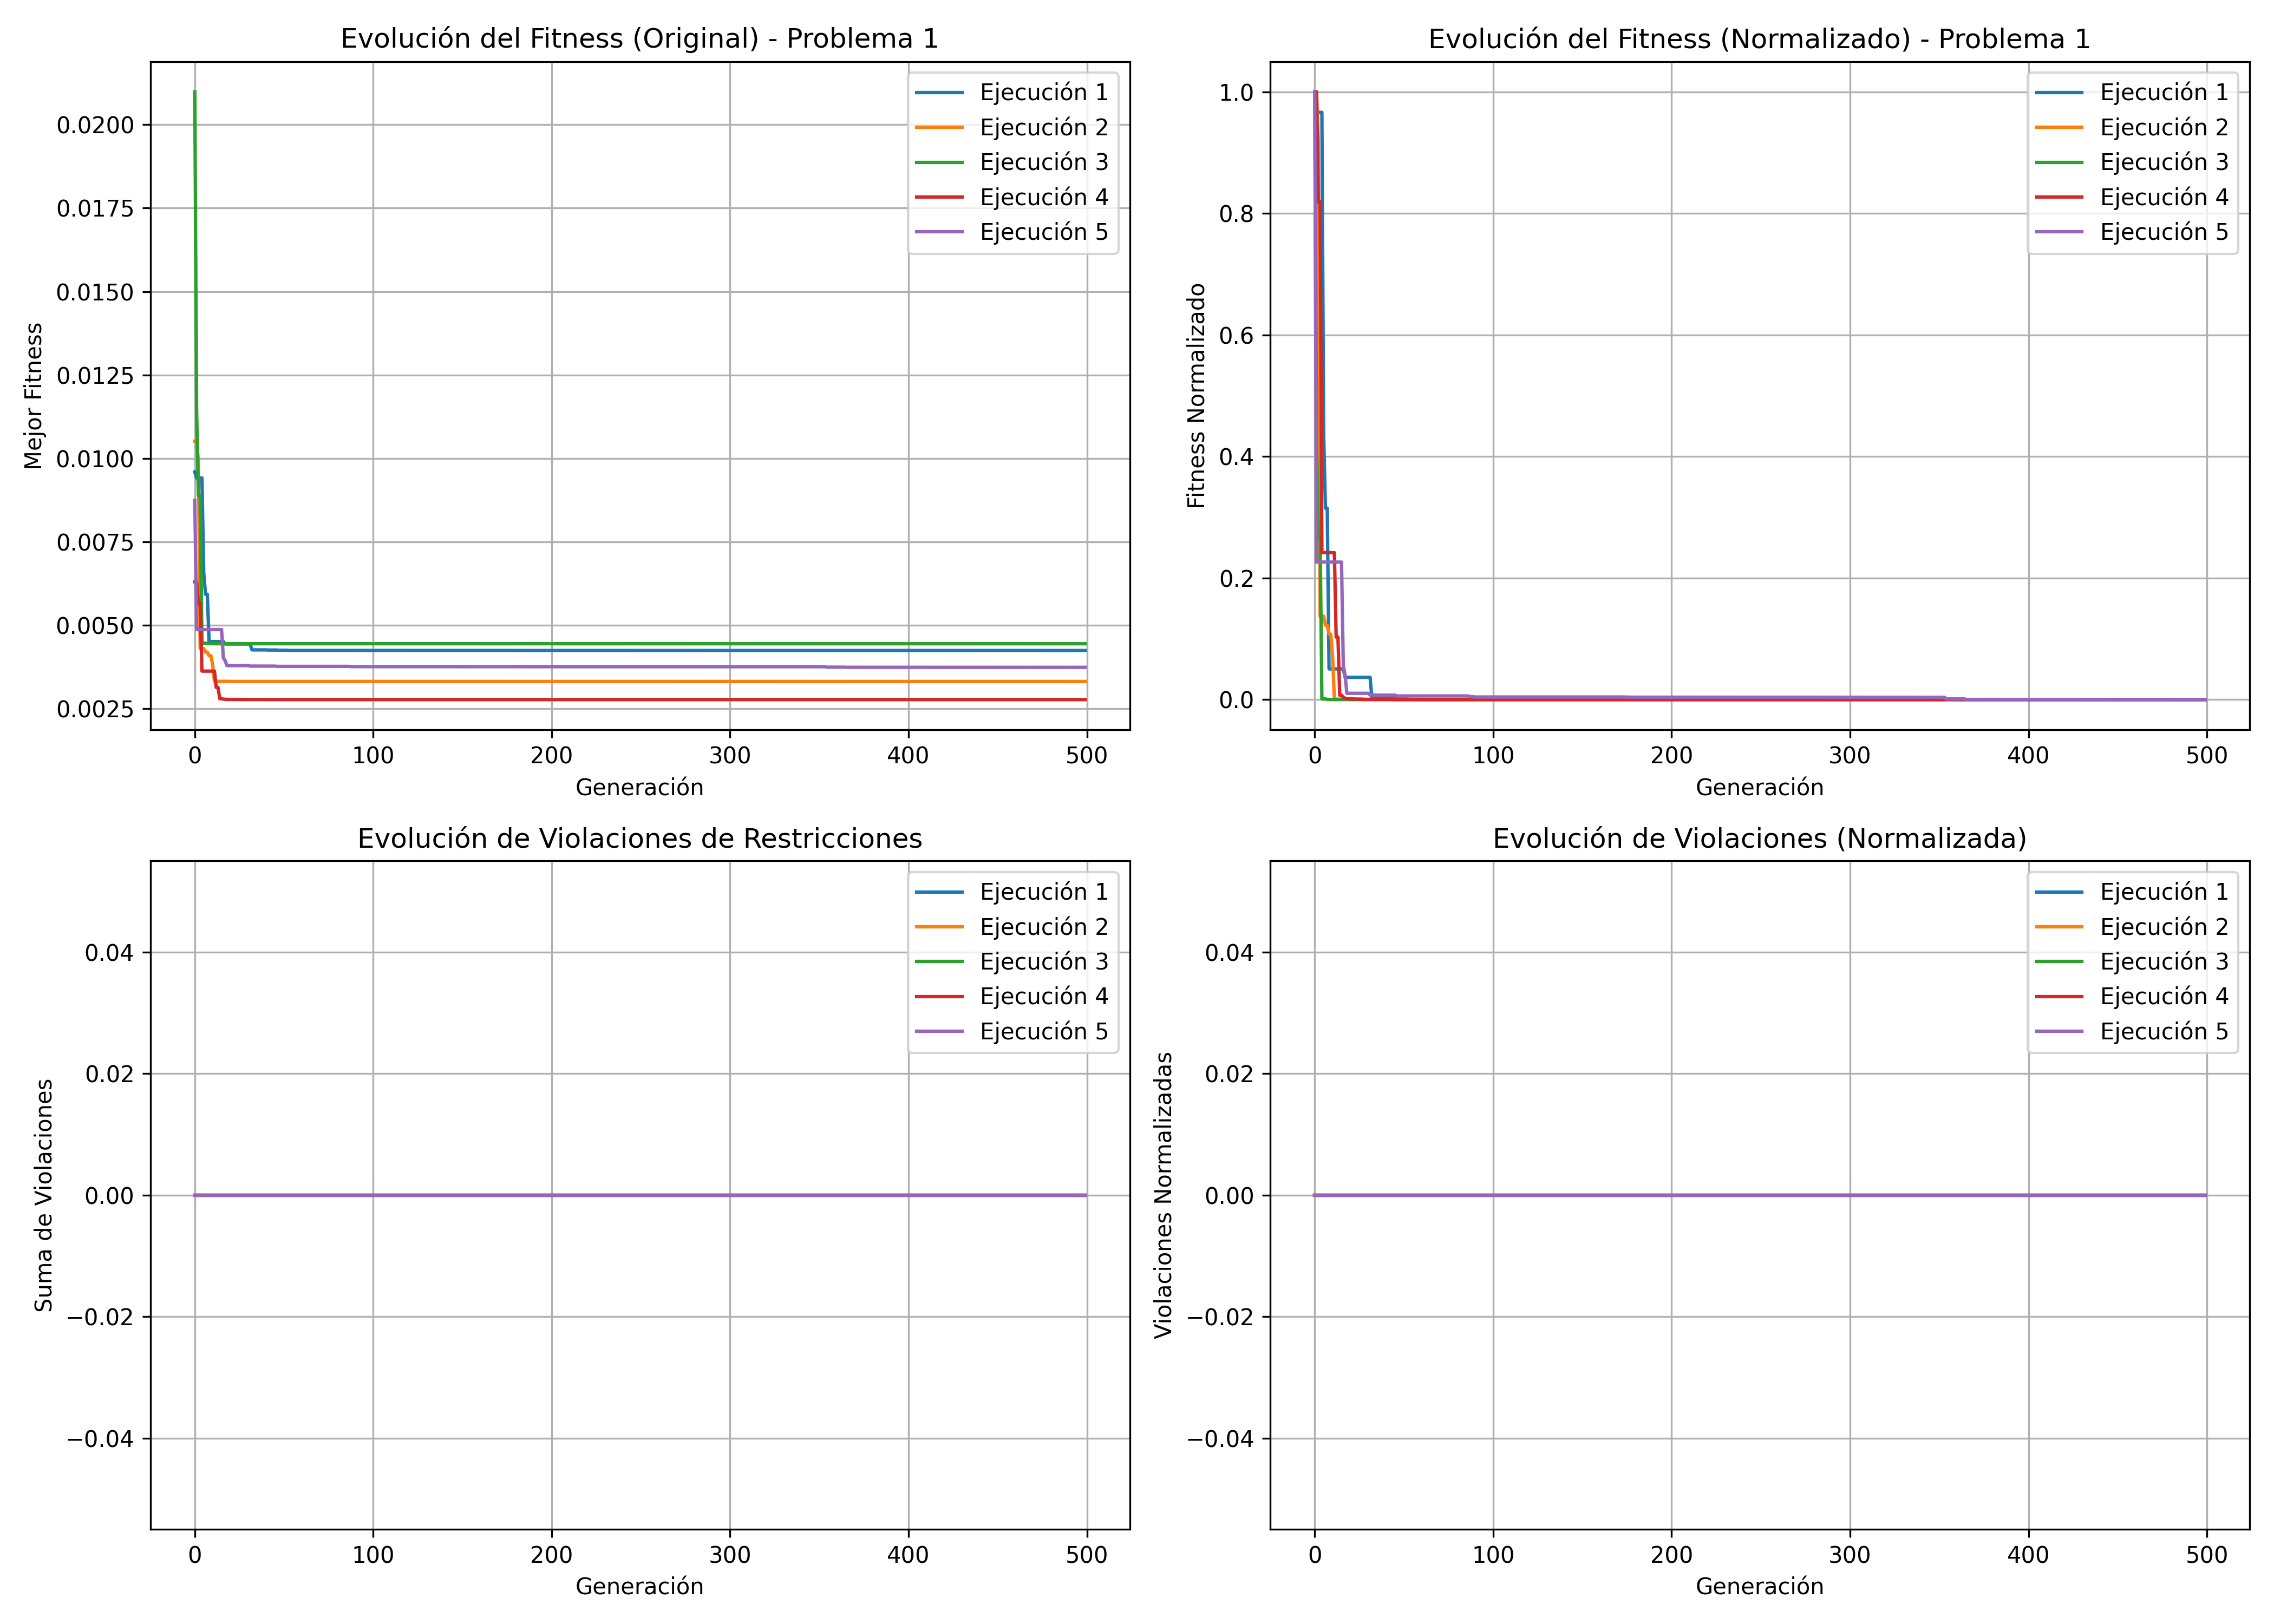 Evolución del Fitness (Original) - Problema 1
Mejor Fitness
0.0200
0.0175
0.0150
0.0125
0.0100
0.0075
0.0050
0.0025
0 100 200 300 400 500
Generación
Ejecución 1
Ejecución 2
Ejecución 3
Ejecución 4
Ejecución 5
Evolución del Fitness (Normalizado) - Problema 1
Fitness Normalizado
1.0
0.8
0.6
0.4
0.2
0.0
0 100 200 300 400 500
Generación
Ejecución 1
Ejecución 2
Ejecución 3
Ejecución 4
Ejecución 5
Evolución de Violaciones de Restricciones
Suma de Violaciones
0.04
0.02
0.00
−0.02
−0.04
0 100 200 300 400 500
Generación
Ejecución 1
Ejecución 2
Ejecución 3
Ejecución 4
Ejecución 5
Evolución de Violaciones (Normalizada)
Violaciones Normalizadas
0.04
0.02
0.00
−0.02
−0.04
0 100 200 300 400 500
Generación
Ejecución 1
Ejecución 2
Ejecución 3
Ejecución 4
Ejecución 5